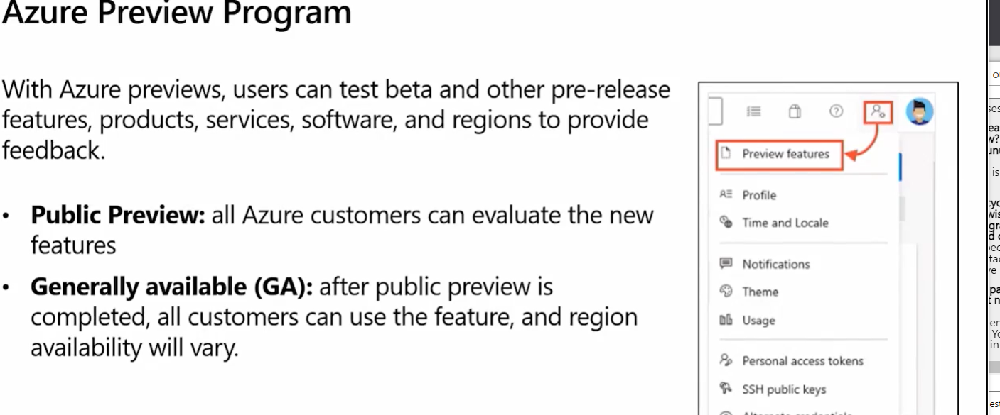 Azure Preview Program
With Azure previews, users can test beta and other pre-release
features, products, services, software, and regions to provide
feedback.
• Public Preview: all Azure customers can evaluate the new
features
• Generally available (GA): after public preview is
completed, all customers can use the feature, and region
availability will vary.
Preview features
Profile
Time and Locale
Notifications
Theme
Usage
Personal access tokens
SSH public keys